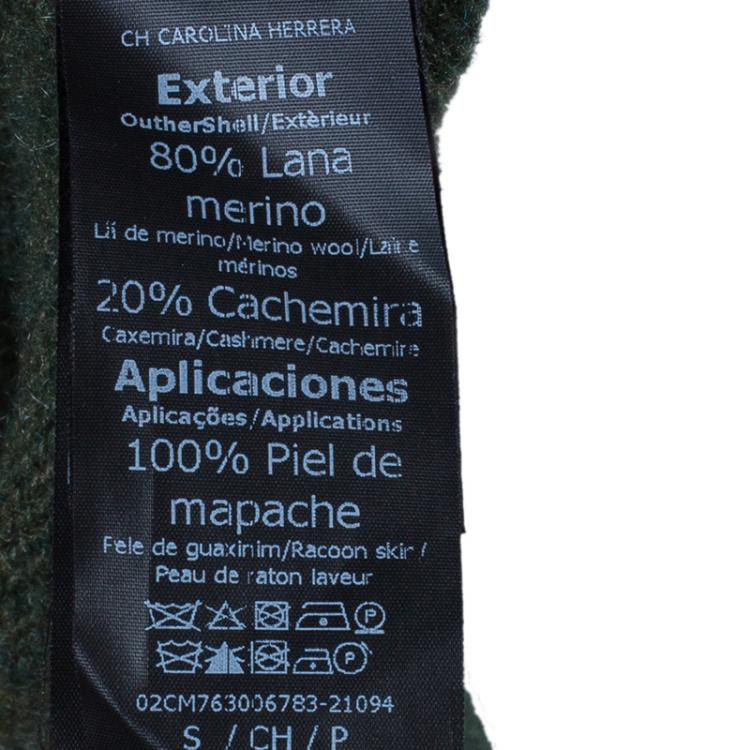 CH CAROLINA HERRERA
Exterior
OutherShell/Extèrieur
80% Lana
merino
Lã de merino/Merino wool/Laine
mérinos
20% Cachemira
Caxemira/Cashmere/Cachemire
Aplicaciones
Aplicações/Applications
100% Piel de
mapache
Pele de guaxinim/Racoon skin /
Peau de raton laveur
P
P
02CM763006783-21094
S / CH / P